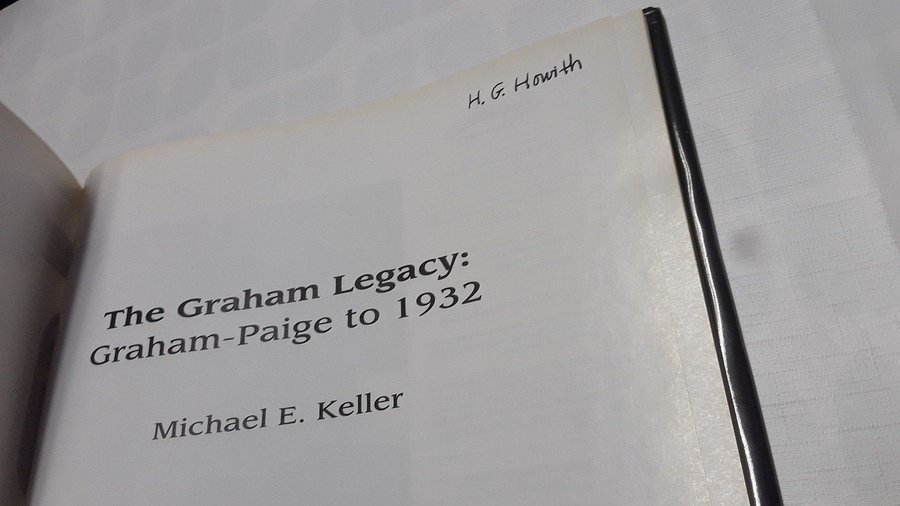 H. G. Howith
The Graham Legacy:
Graham-Paige to 1932
Michael E. Keller